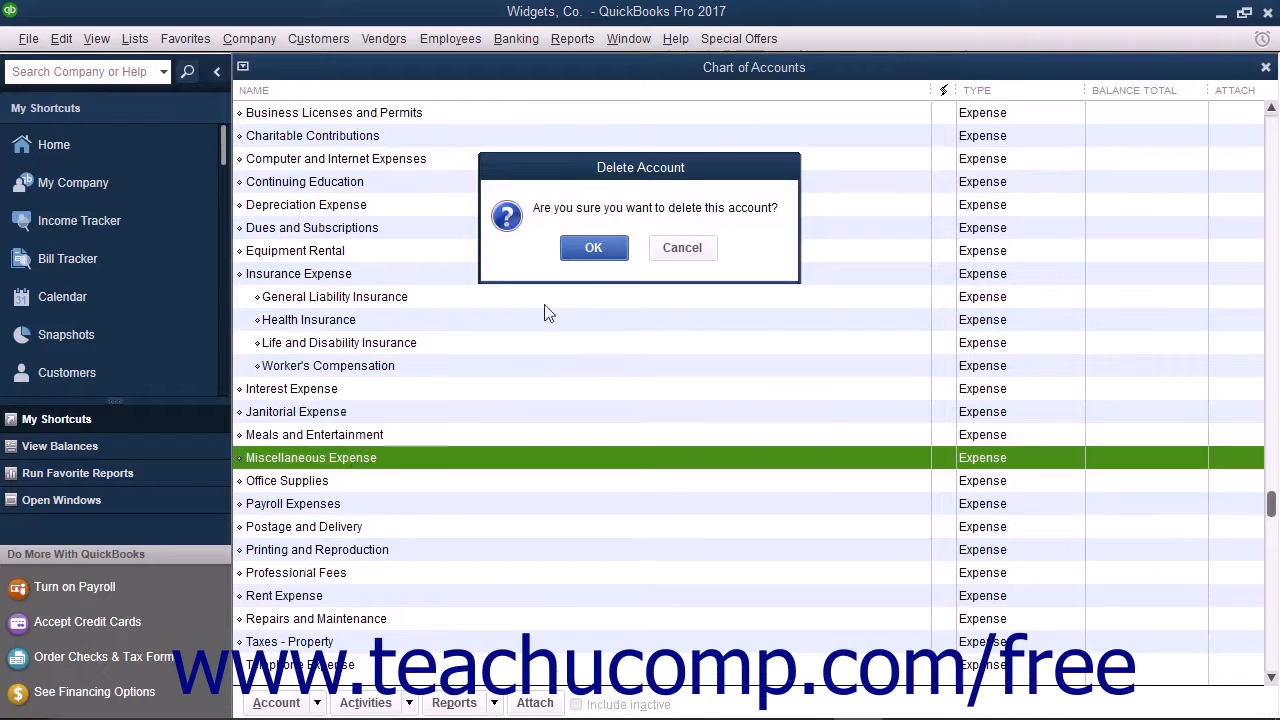 Widgets, Co. - QuickBooks Pro 2017
File Edit View Lists Favorites Company Customers Vendors Employees Banking Reports Window Help Special Offers
Search Company or Help
Chart of Accounts
My Shortcuts
Home
My Company
Income Tracker
Bill Tracker
Calendar
31
Snapshots
Customers
My Shortcuts
View Balances
Run Favorite Reports
Open Windows
Do More With QuickBooks
Turn on Payroll
Accept Credit Cards
Order Checks & Tax Form
See Financing Options
NAME TYPE BALANCE TOTAL ATTACH
Business Licenses and Permits Expense
Charitable Contributions Expense
Computer and Internet Expenses Expense
Continuing Education Expense
Depreciation Expense Expense
Dues and Subscriptions Expense
Equipment Rental Expense
Insurance Expense Expense
General Liability Insurance Expense
Health Insurance Expense
Life and Disability Insurance Expense
Worker's Compensation Expense
Interest Expense Expense
Janitorial Expense Expense
Meals and Entertainment Expense
Miscellaneous Expense Expense
Office Supplies Expense
Payroll Expenses Expense
Postage and Delivery Expense
Printing and Reproduction Expense
Professional Fees Expense
Rent Expense Expense
Repairs and Maintenance Expense
Taxes - Property Expense
Telephone Expense Expense
Delete Account
Are you sure you want to delete this account?
OK Cancel
Account Activities Reports Attach Include inactive
www.teachucomp.com/free